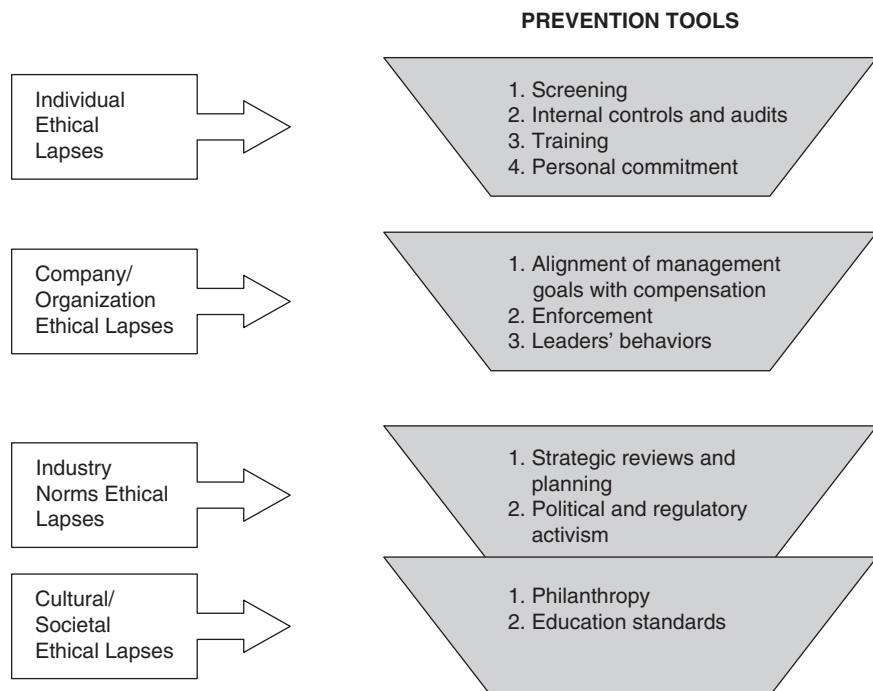 PREVENTION TOOLS
Individual
Ethical
Lapses
1. Screening
2. Internal controls and audits
3. Training
4. Personal commitment
Company/
Organization
Ethical Lapses
1. Alignment of management
goals with compensation
2. Enforcement
3. Leaders’ behaviors
Industry
Norms Ethical
Lapses
1. Strategic reviews and
planning
2. Political and regulatory
activism
Cultural/
Societal
Ethical Lapses
1. Philanthropy
2. Education standards